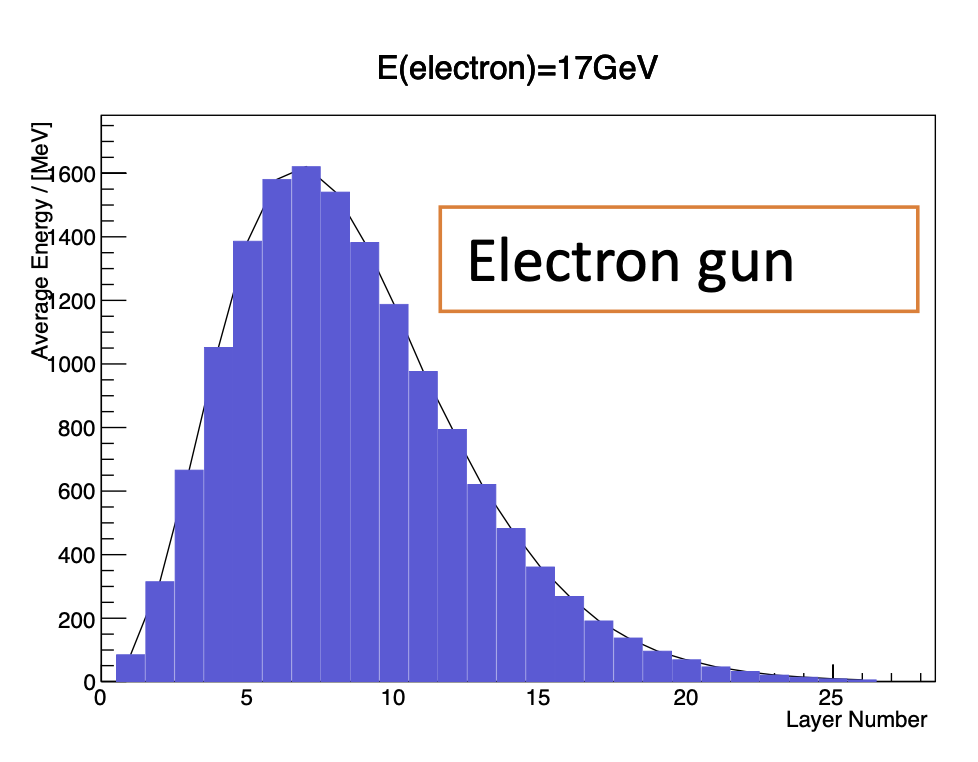 E(electron)=17GeV
Average Energy / [MeV]
1600
1400
1200
1000
800
600
400
200
0
Electron gun
0 5 10 15 20 25
Layer Number